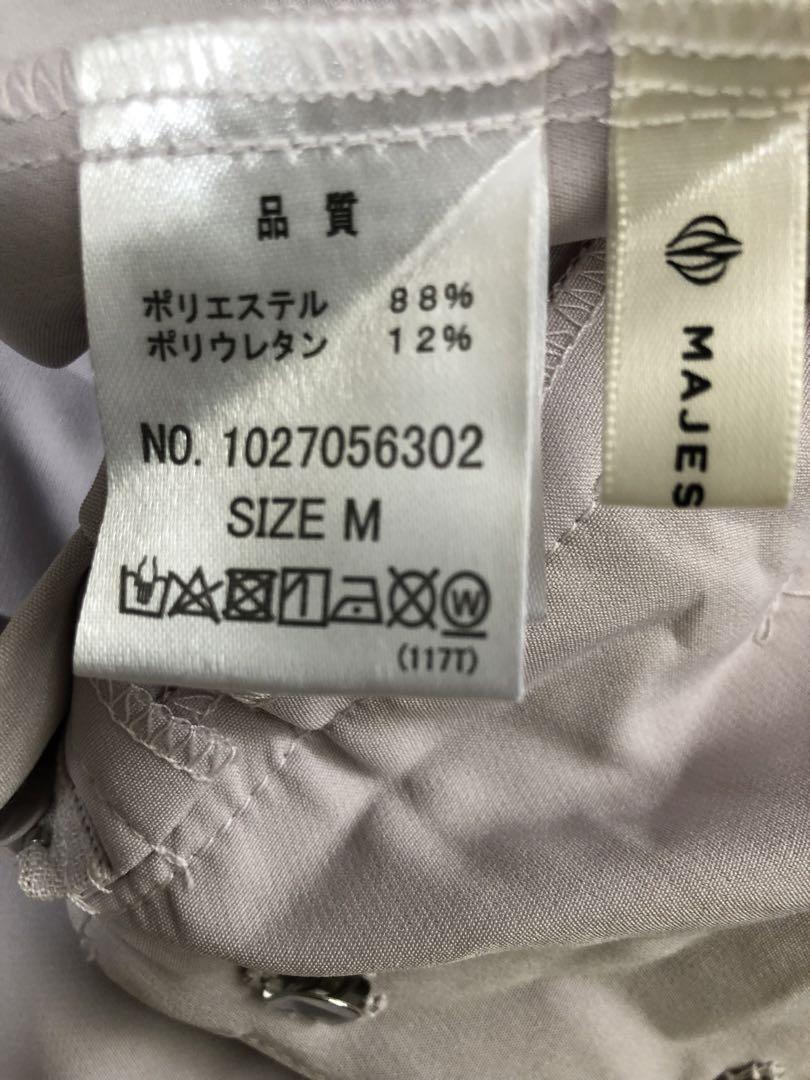 品 質
ポリエステル 88%
ポリウレタン 12%
NO. 1027056302
SIZE M
W
(117T)
MAJES